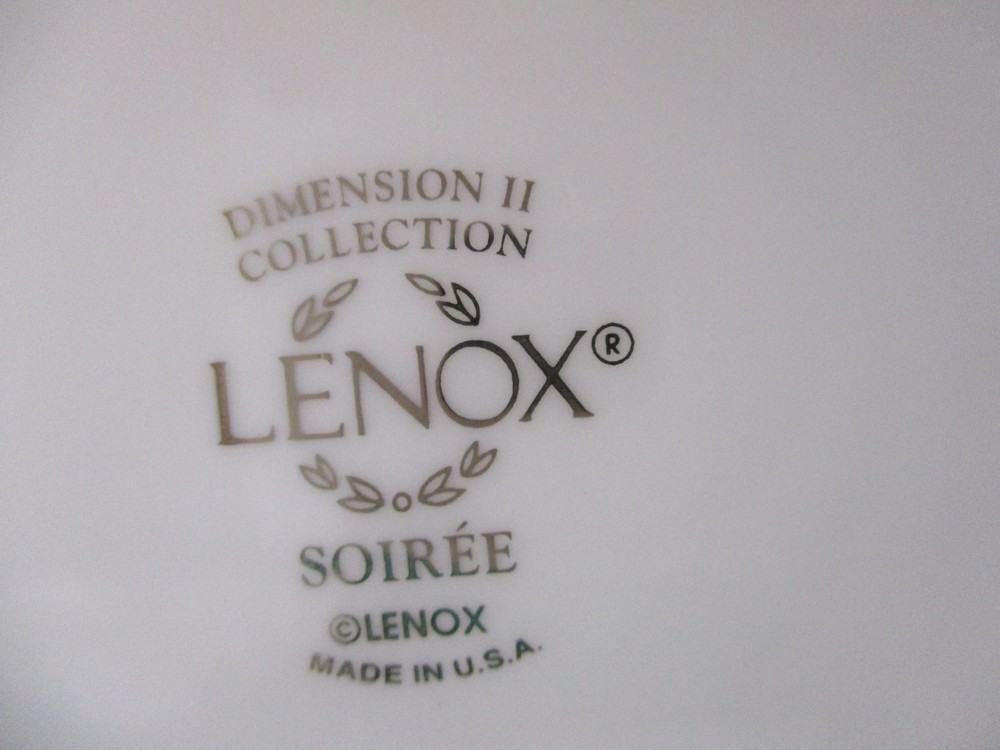 DIMENSION II
COLLECTION
LENOX®
SOIRÉE
©LENOX
MADE IN U.S.A.